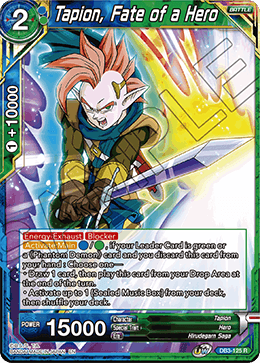 2
Tapion, Fate of a Hero
BATTLE
+10000
Energy-Exhaust Blocker
Activate Main / , if your Leader Card is green or
a {Phantom Demon} card and you discard this card from
your hand : Choose one—
• Draw 1 card, then play this card from your Drop Area at
the end of the turn.
• Activate up to 1 {Sealed Music Box} from your deck,
then shuffle your deck.
POWER 15000
Character Tapion
Special Trait Hero
Era Hirudegarn Saga
DB3-125 R